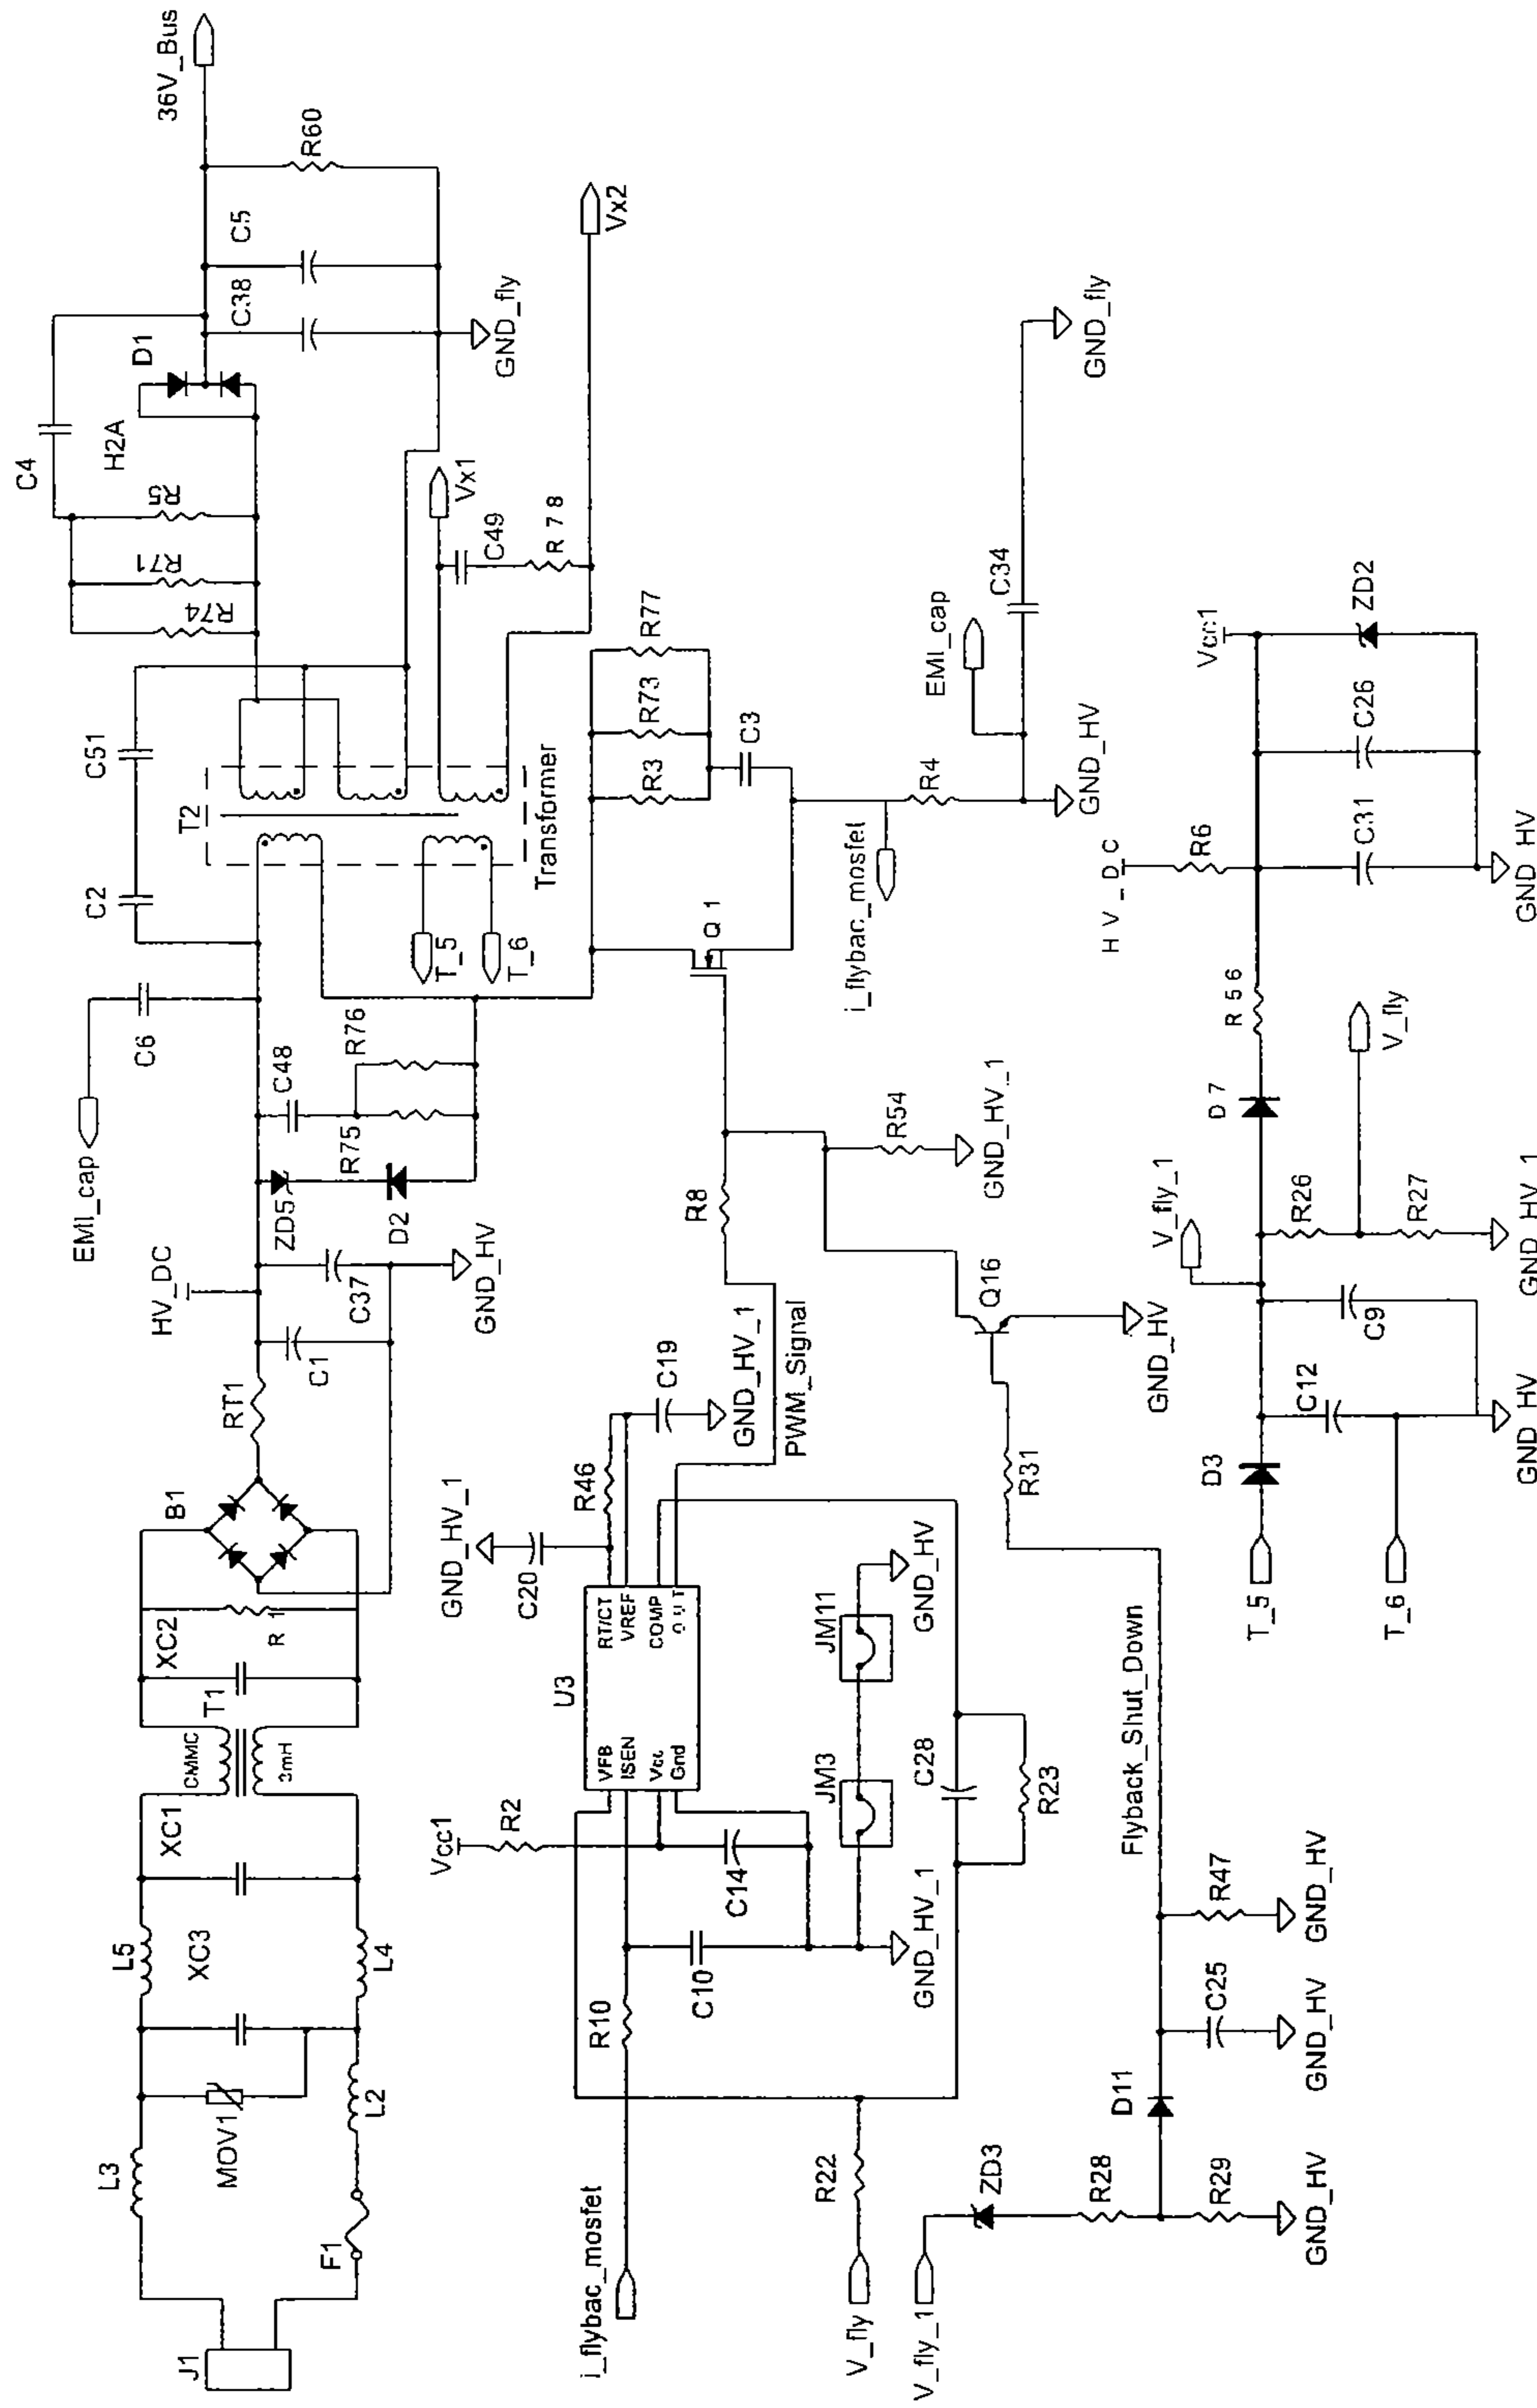 J1
L3
F1
MOV1
L2
L5
XC3
L4
XC1
CMMC
T1
3mH
XC2
R 1
B1
RT1
HV_DC
C1
C37
GND_HV
EMI_cap
ZD5
D2
C48
R75
R76
C6
C2
C51
T2
T_5
T_6
Transformer
R74
R71
R5
C4
H2A
D1
C38
C5
R60
36V_Bus
GND_fly
Vx1
C49
R 7 8
Vx2
R3
R73
R77
C3
Q 1
i_flybac_mosfet
R4
EMI_cap
C34
GND_HV
GND_fly
i_flybac_mosfet
R10
Vcc1
R2
C10
C14
U3
VFB
ISEN
Vcc
Gnd
RT/CT
VREF
COMP
OUT
GND_HV_1
C20
R46
C19
GND_HV_1
PWM_Signal
R8
R54
GND_HV_1
JM3
JM11
GND_HV_1
GND_HV
C28
R23
R22
V_fly
Q16
GND_HV
R31
V_fly_1
ZD3
R28
R29
GND_HV
D11
C25
GND_HV
R47
GND_HV
Flyback_Shut_Down
T_5
T_6
D3
C12
C9
GND_HV
V_fly_1
R26
R27
GND_HV_1
V_fly
D 7
R 5 6
H V _ D C
R6
C31
C26
GND_HV
Vcc1
ZD2